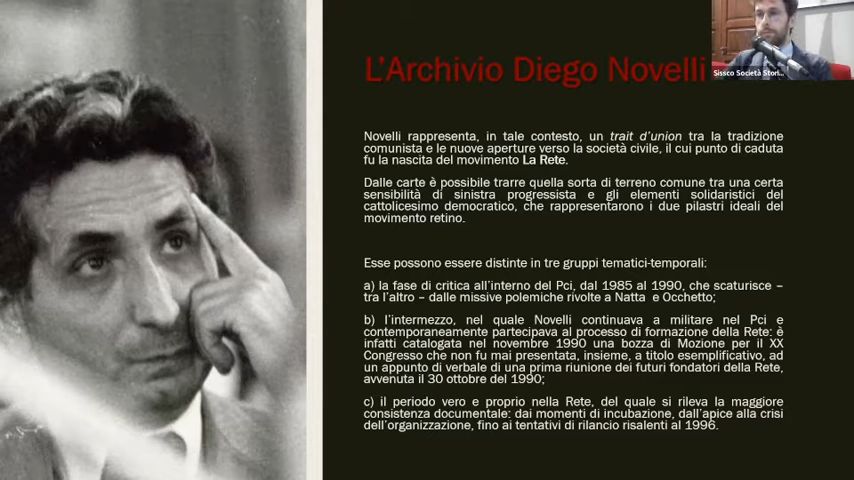 L'Archivio Diego Novelli
Sissco Società Stori...
Novelli rappresenta, in tale contesto, un trait d'union tra la tradizione
comunista e le nuove aperture verso la società civile, il cui punto di caduta
fu la nascita del movimento La Rete.
Dalle carte è possibile trarre quella sorta di terreno comune tra una certa
sensibilità di sinistra progressista e gli elementi solidaristici del
cattolicesimo democratico, che rappresentarono i due pilastri ideali del
movimento retino.
Esse possono essere distinte in tre gruppi tematici-temporali:
a) la fase di critica all'interno del Pci, dal 1985 al 1990, che scaturisce –
tra l'altro – dalle missive polemiche rivolte a Natta e Occhetto;
b) l'intermezzo, nel quale Novelli continuava a militare nel Pci e
contemporaneamente partecipava al processo di formazione della Rete: è
infatti catalogata nel novembre 1990 una bozza di Mozione per il XX
Congresso che non fu mai presentata, insieme, a titolo esemplificativo, ad
un appunto di verbale di una prima riunione dei futuri fondatori della Rete,
avvenuta il 30 ottobre del 1990;
c) il periodo vero e proprio nella Rete, del quale si rileva la maggiore
consistenza documentale: dai momenti di incubazione, dall'apice alla crisi
dell'organizzazione, fino ai tentativi di rilancio risalenti al 1996.